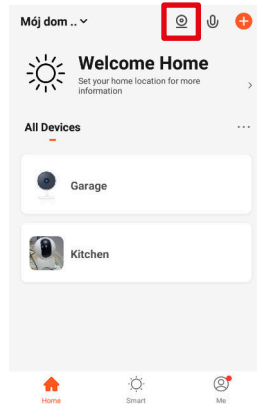 Mój dom ..
Welcome Home
Set your home location for more
information
All Devices
Garage
Kitchen
Home
Smart
Me